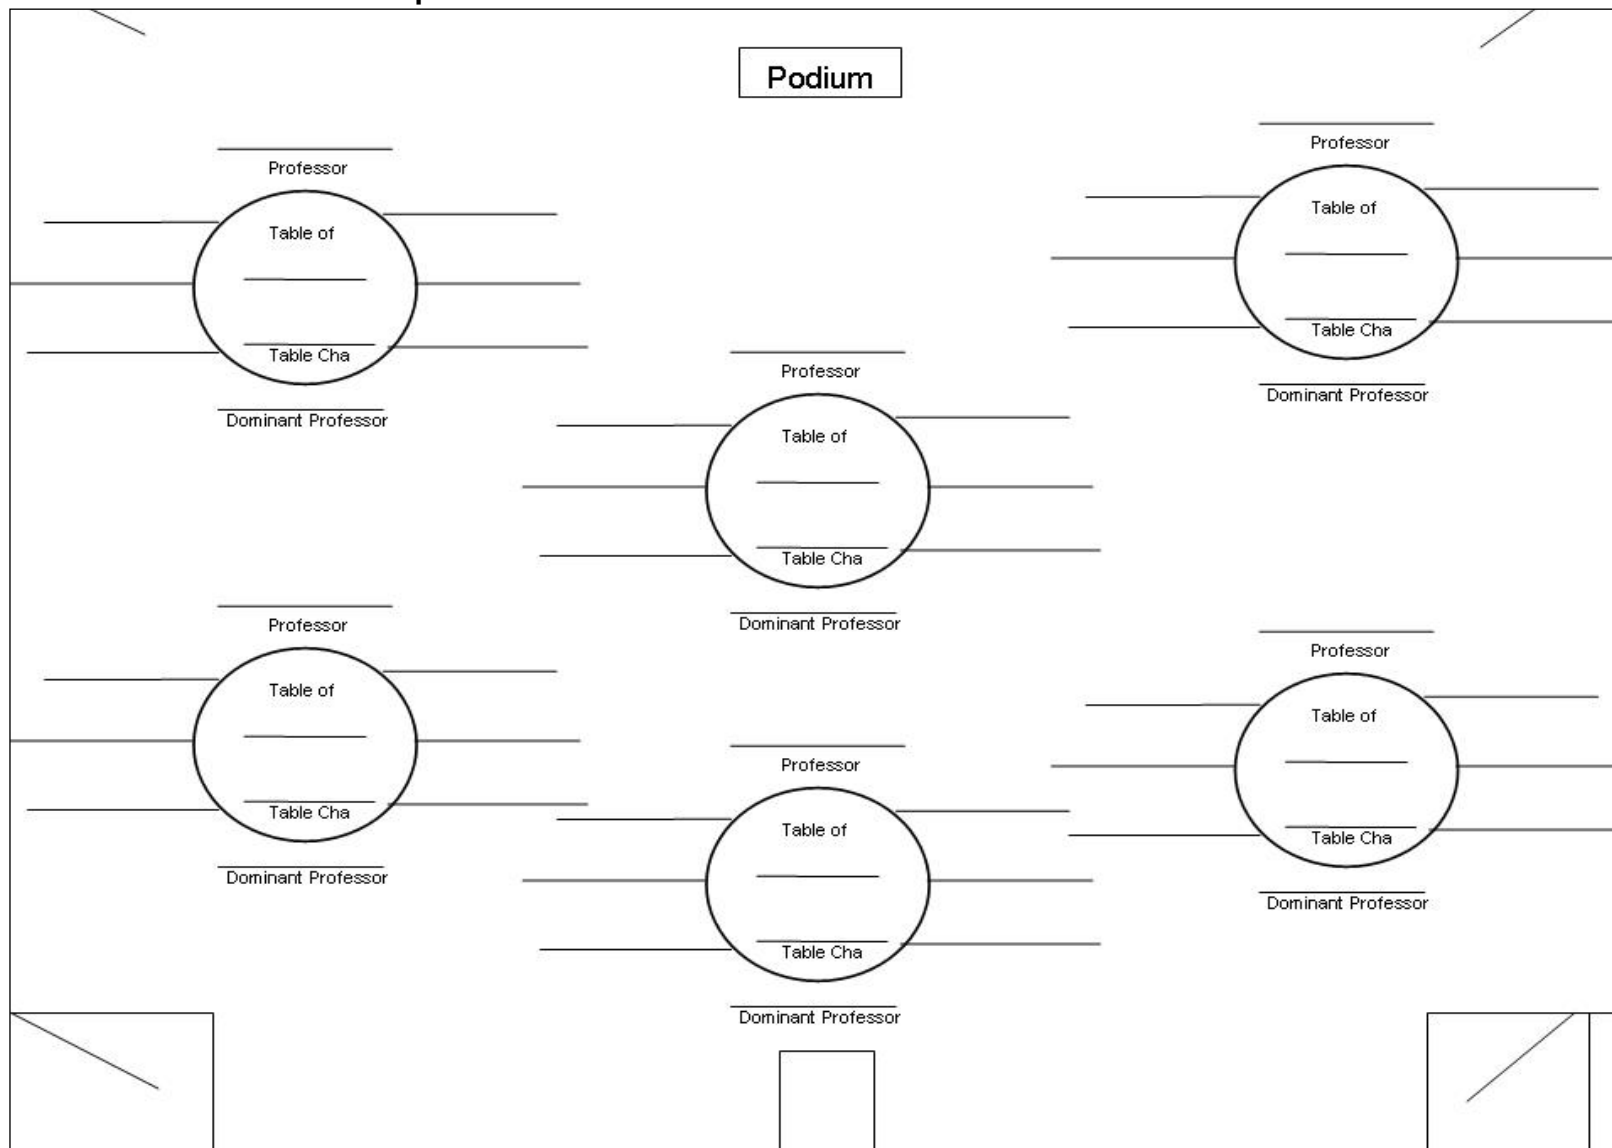 Podium
Professor
Table of
Table Cha
Dominant Professor
Professor
Table of
Table Cha
Dominant Professor
Professor
Table of
Table Cha
Dominant Professor
Professor
Table of
Table Cha
Dominant Professor
Professor
Table of
Table Cha
Dominant Professor
Professor
Table of
Table Cha
Dominant Professor